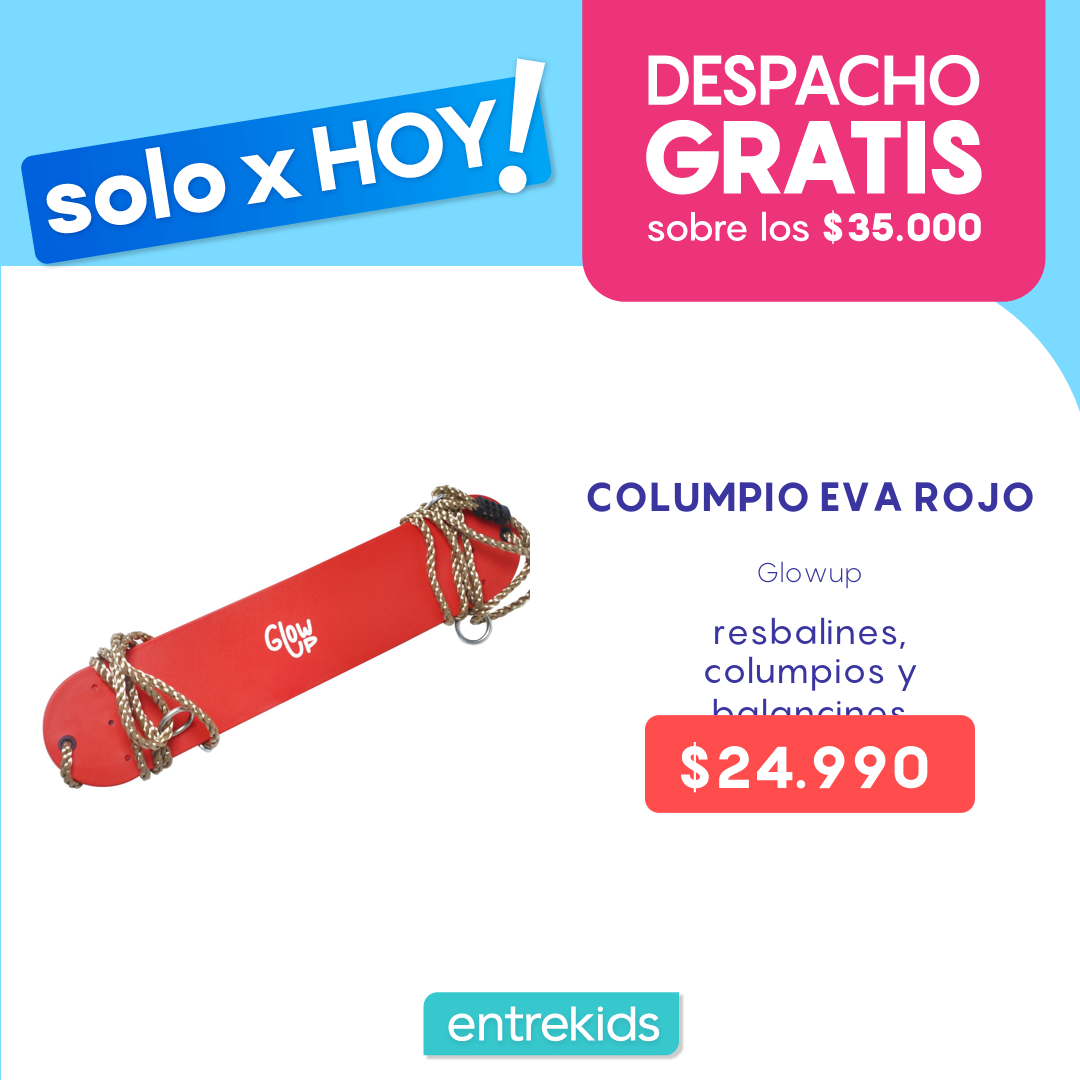 solo x HOY!
DESPACHO
GRATIS
sobre los $35.000
COLUMPIO EVA ROJO
Glowup
resbalines,
columpios y
balancines
$24.990
GLOW
UP
entrekids